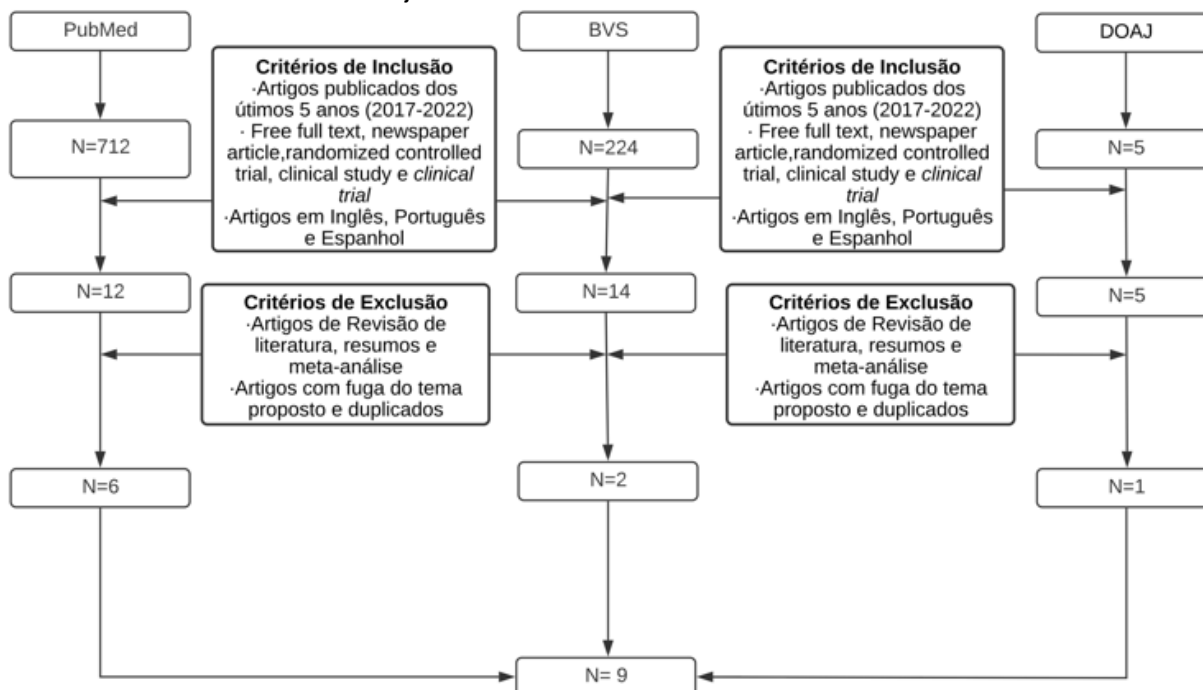 PubMed
BVS
DOAJ
Critérios de Inclusão
·Artigos publicados dos
útimos 5 anos (2017-2022)
· Free full text, newspaper
article,randomized controlled
trial, clinical study e clinical
trial
·Artigos em Inglês, Português
e Espanhol
Critérios de Inclusão
·Artigos publicados dos
útimos 5 anos (2017-2022)
· Free full text, newspaper
article,randomized controlled
trial, clinical study e clinical
trial
·Artigos em Inglês, Português
e Espanhol
N=712
N=224
N=5
N=12
N=14
N=5
Critérios de Exclusão
·Artigos de Revisão de
literatura, resumos e
meta-análise
·Artigos com fuga do tema
proposto e duplicados
Critérios de Exclusão
·Artigos de Revisão de
literatura, resumos e
meta-análise
·Artigos com fuga do tema
proposto e duplicados
N=6
N=2
N=1
N= 9